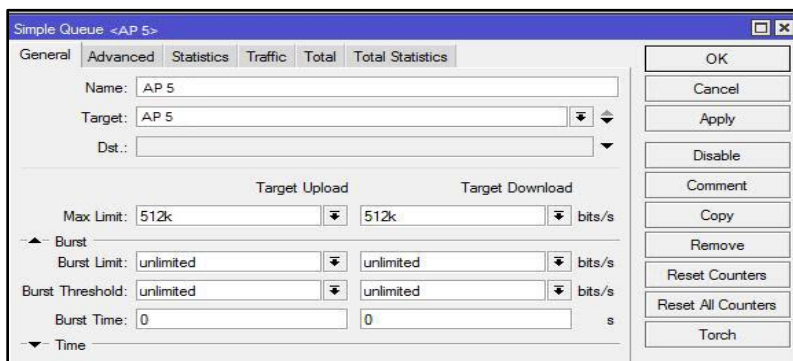 Simple Queue <AP 5>
General Advanced Statistics Traffic Total Total Statistics
Name: AP 5
Target: AP 5
Dst.:
Target Upload Target Download
Max Limit: 512k 512k bits/s
Burst
Burst Limit: unlimited unlimited bits/s
Burst Threshold: unlimited unlimited bits/s
Burst Time: 0 0 s
Time
OK
Cancel
Apply
Disable
Comment
Copy
Remove
Reset Counters
Reset All Counters
Torch